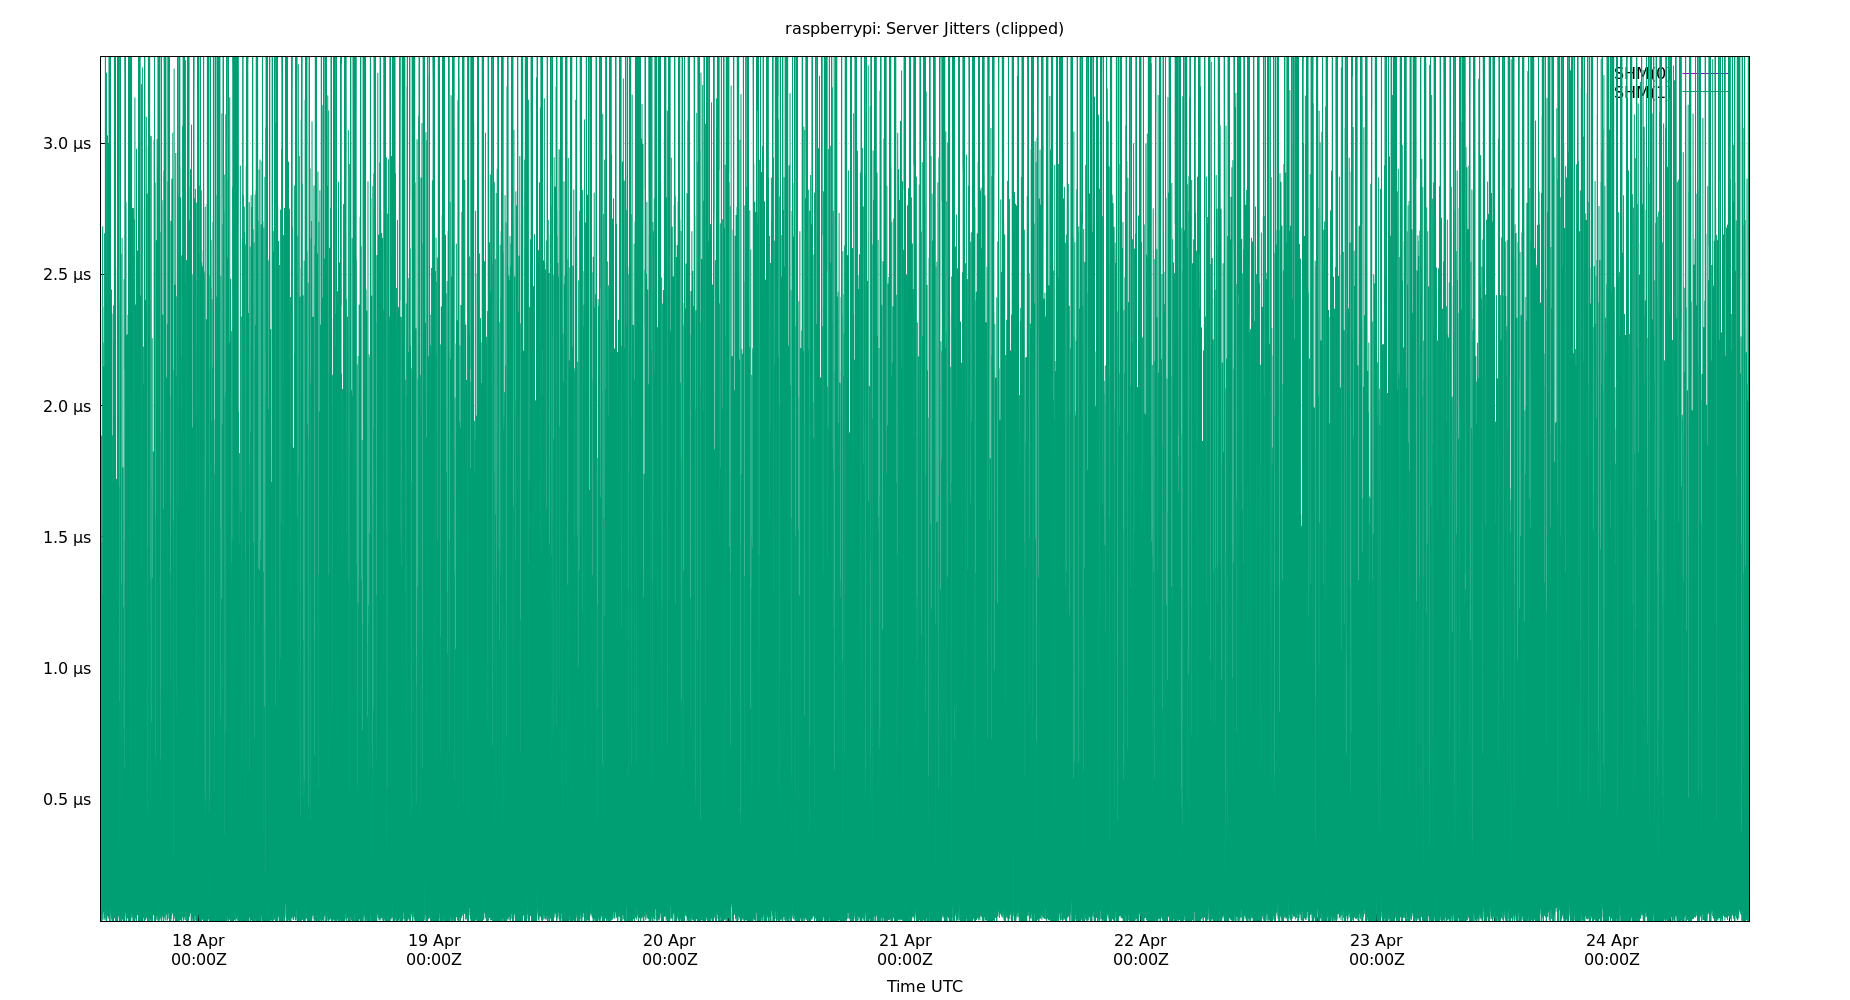 raspberrypi: Server Jitters (clipped)
SHM(0)
SHM(1)
3.0 µs
2.5 µs
2.0 µs
1.5 µs
1.0 µs
0.5 µs
18 Apr
00:00Z
19 Apr
00:00Z
20 Apr
00:00Z
21 Apr
00:00Z
22 Apr
00:00Z
23 Apr
00:00Z
24 Apr
00:00Z
Time UTC